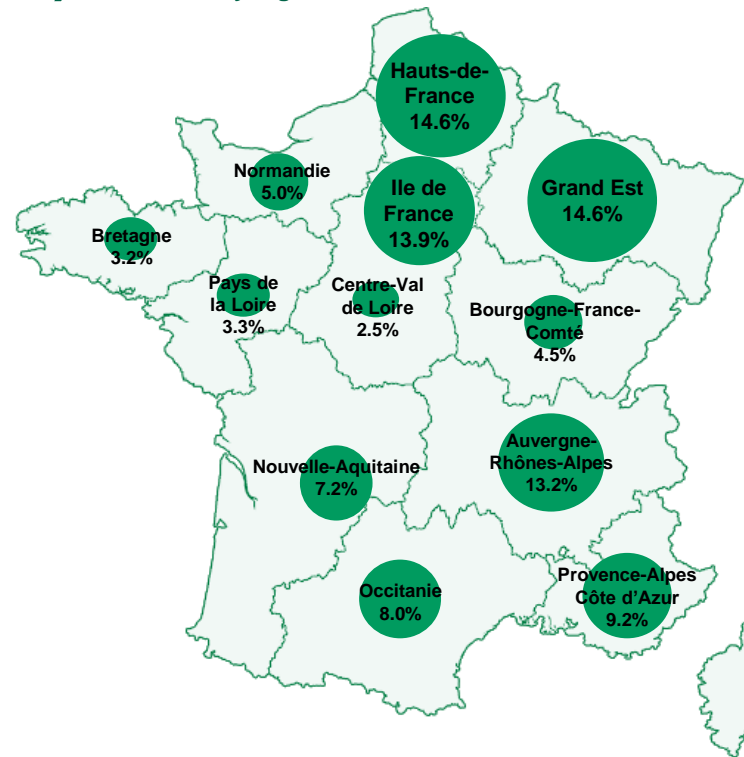 Hauts-de-
France
14.6%
Normandie
5.0%
Ile de
France
13.9%
Grand Est
14.6%
Bretagne
3.2%
Pays de
la Loire
3.3%
Centre-Val
de Loire
2.5%
Bourgogne-France-
Comté
4.5%
Auvergne-
Rhônes-Alpes
13.2%
Nouvelle-Aquitaine
7.2%
Occitanie
8.0%
Provence-Alpes
Côte d'Azur
9.2%